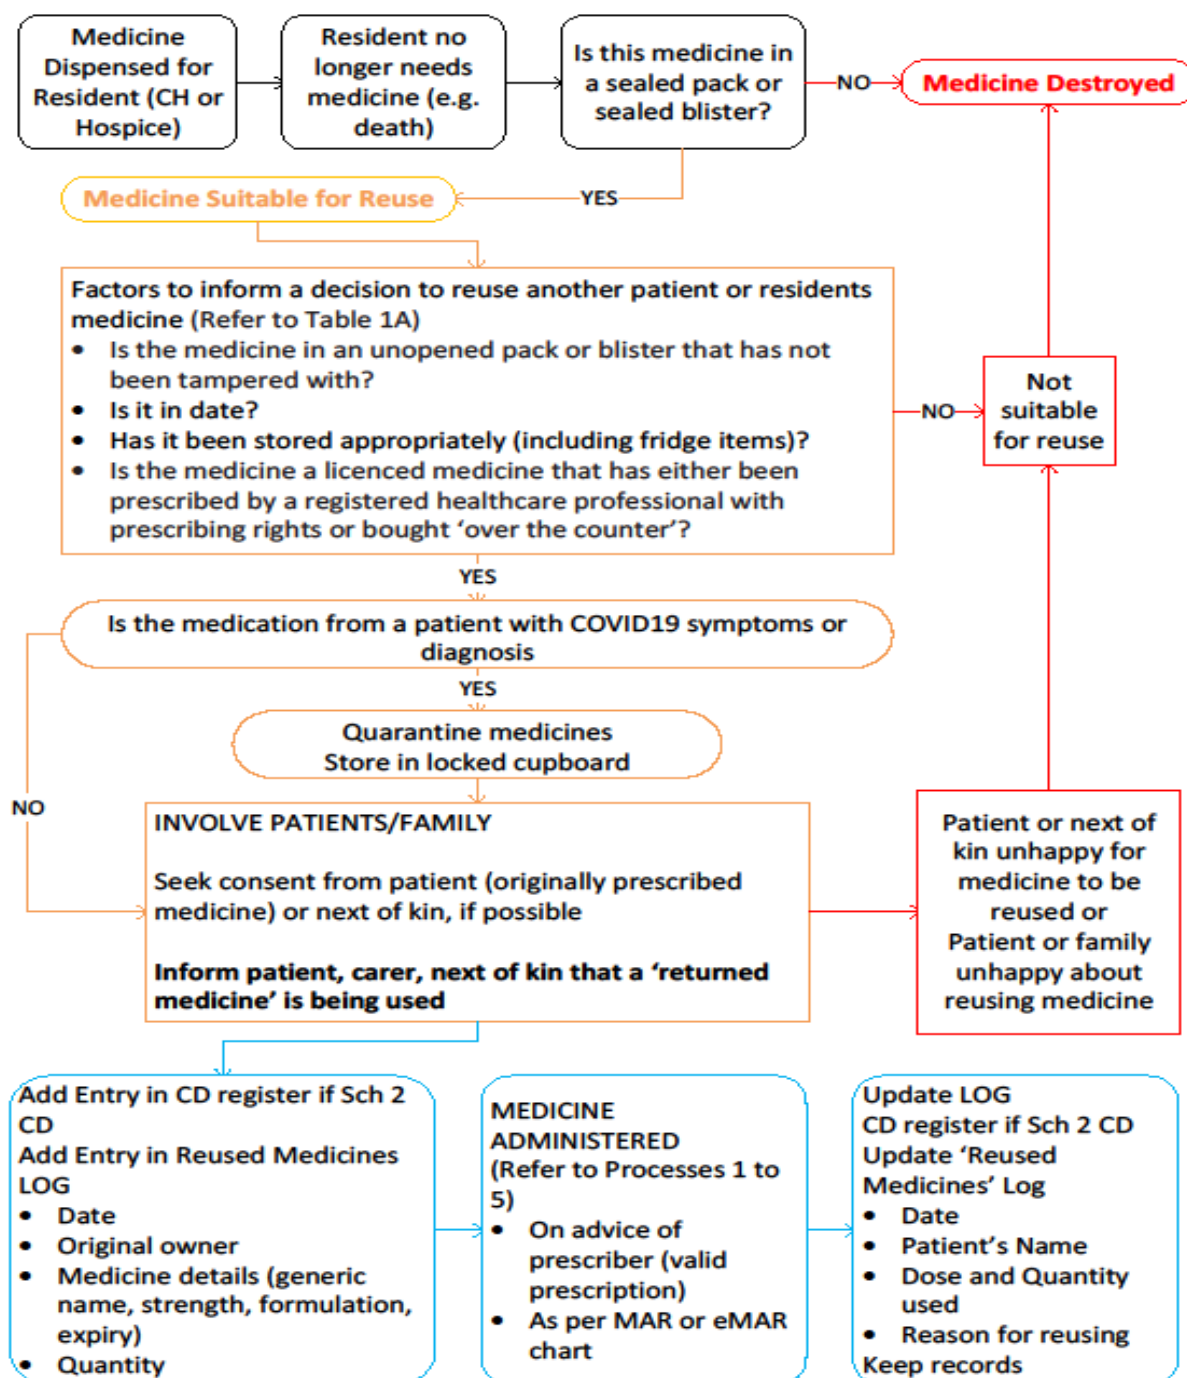 Medicine
Dispensed for
Resident (CH or
Hospice)
Resident no
longer needs
medicine (e.g.
death)
Is this medicine in
a sealed pack or
sealed blister?
NO
Medicine Destroyed
YES
Medicine Suitable for Reuse
Factors to inform a decision to reuse another patient or residents
medicine (Refer to Table 1A)
• Is the medicine in an unopened pack or blister that has not
been tampered with?
• Is it in date?
• Has it been stored appropriately (including fridge items)?
• Is the medicine a licenced medicine that has either been
prescribed by a registered healthcare professional with
prescribing rights or bought ‘over the counter’?
NO
Not
suitable
for reuse
YES
Is the medication from a patient with COVID19 symptoms or
diagnosis
YES
Quarantine medicines
Store in locked cupboard
NO
INVOLVE PATIENTS/FAMILY
Seek consent from patient (originally prescribed
medicine) or next of kin, if possible
Inform patient, carer, next of kin that a ‘returned
medicine’ is being used
Patient or next of
kin unhappy for
medicine to be
reused or
Patient or family
unhappy about
reusing medicine
Add Entry in CD register if Sch 2
CD
Add Entry in Reused Medicines
LOG
• Date
• Original owner
• Medicine details (generic
name, strength, formulation,
expiry)
• Quantity
MEDICINE
ADMINISTERED
(Refer to Processes 1 to
5)
• On advice of
prescriber (valid
prescription)
• As per MAR or eMAR
chart
Update LOG
CD register if Sch 2 CD
Update ‘Reused
Medicines’ Log
• Date
• Patient’s Name
• Dose and Quantity
used
• Reason for reusing
Keep records